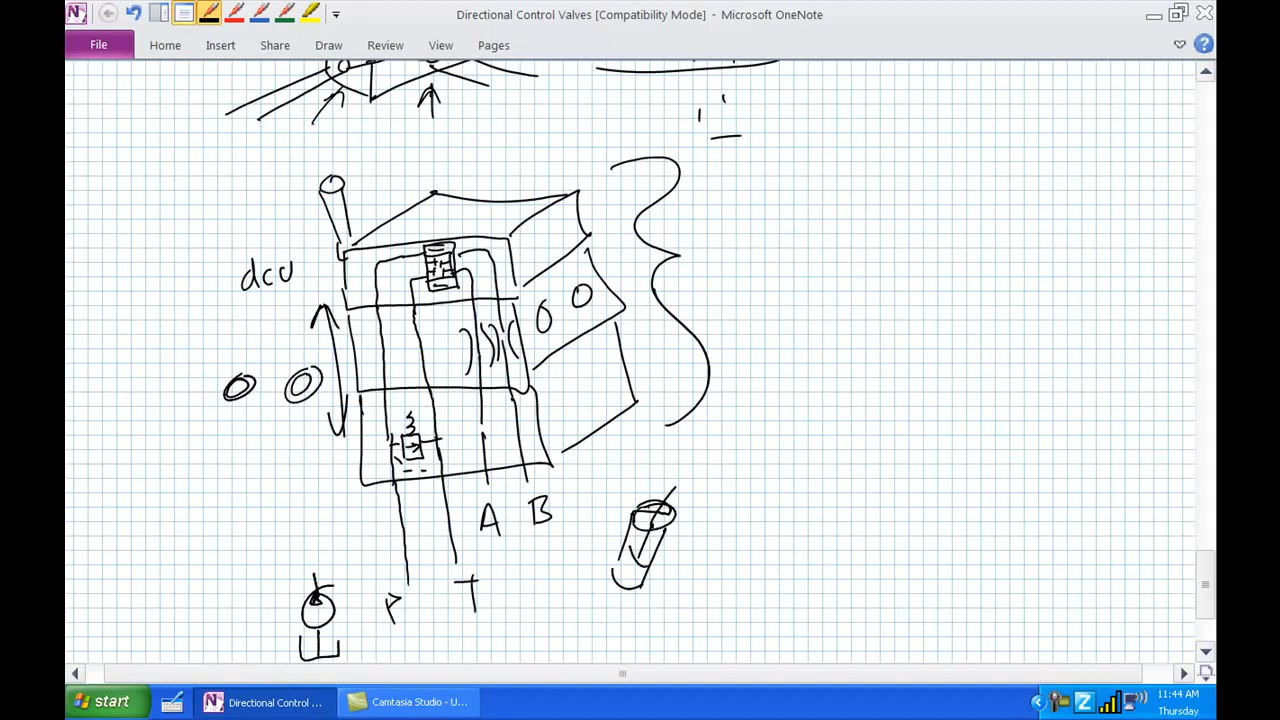 Directional Control Valves [Compatibility Mode] - Microsoft OneNote
File Home Insert Share Draw Review View Pages
dcv
A B
P T
start Directional Control ... Camtasia Studio - U... Z 11:44 AM
Thursday